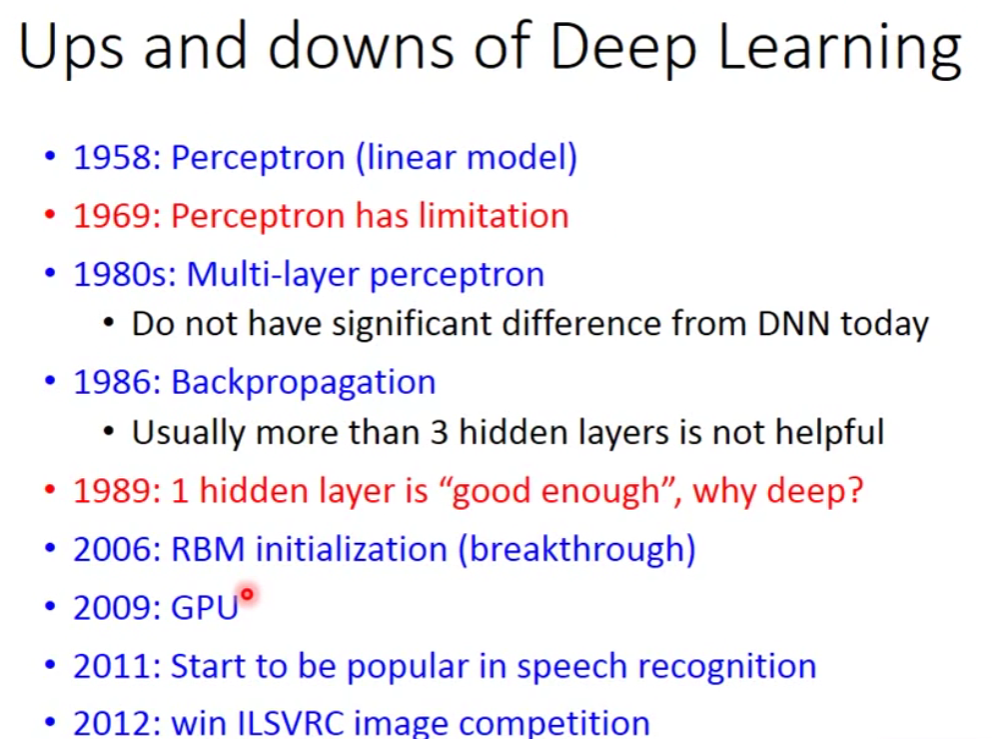 Ups and downs of Deep Learning
• 1958: Perceptron (linear model)
• 1969: Perceptron has limitation
• 1980s: Multi-layer perceptron
• Do not have significant difference from DNN today
• 1986: Backpropagation
• Usually more than 3 hidden layers is not helpful
• 1989: 1 hidden layer is “good enough”, why deep?
• 2006: RBM initialization (breakthrough)
• 2009: GPU
• 2011: Start to be popular in speech recognition
• 2012: win ILSVRC image competition